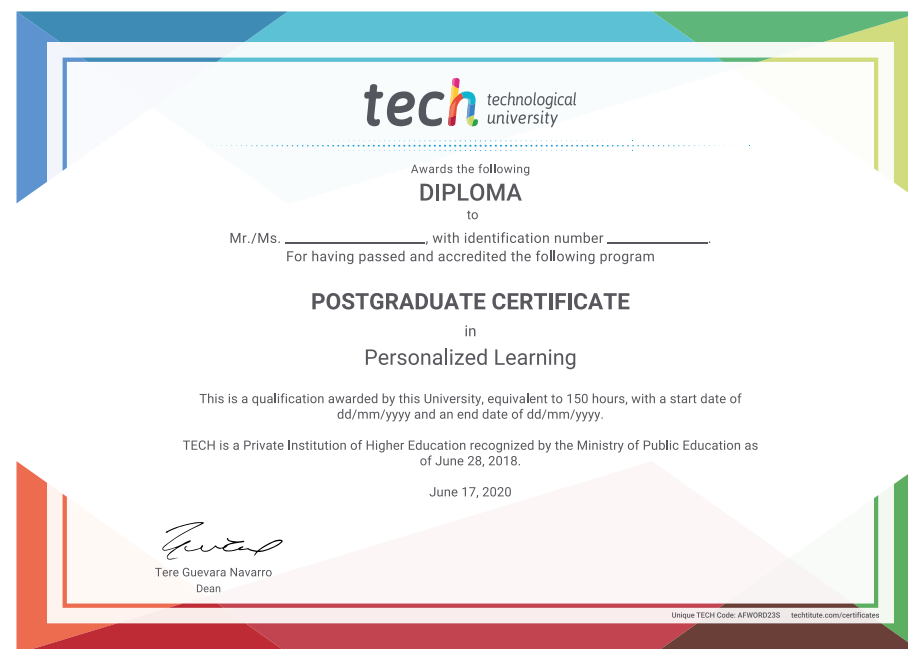 tech technological
university
Awards the following
DIPLOMA
to
Mr./Ms. ____________, with identification number ____________.
For having passed and accredited the following program
POSTGRADUATE CERTIFICATE
in
Personalized Learning
This is a qualification awarded by this University, equivalent to 150 hours, with a start date of
dd/mm/yyyy and an end date of dd/mm/yyyy.
TECH is a Private Institution of Higher Education recognized by the Ministry of Public Education as
of June 28, 2018.
June 17, 2020
Tere Guevara Navarro
Dean
Unique TECH Code: AFWORD23S techtitute.com/certificates